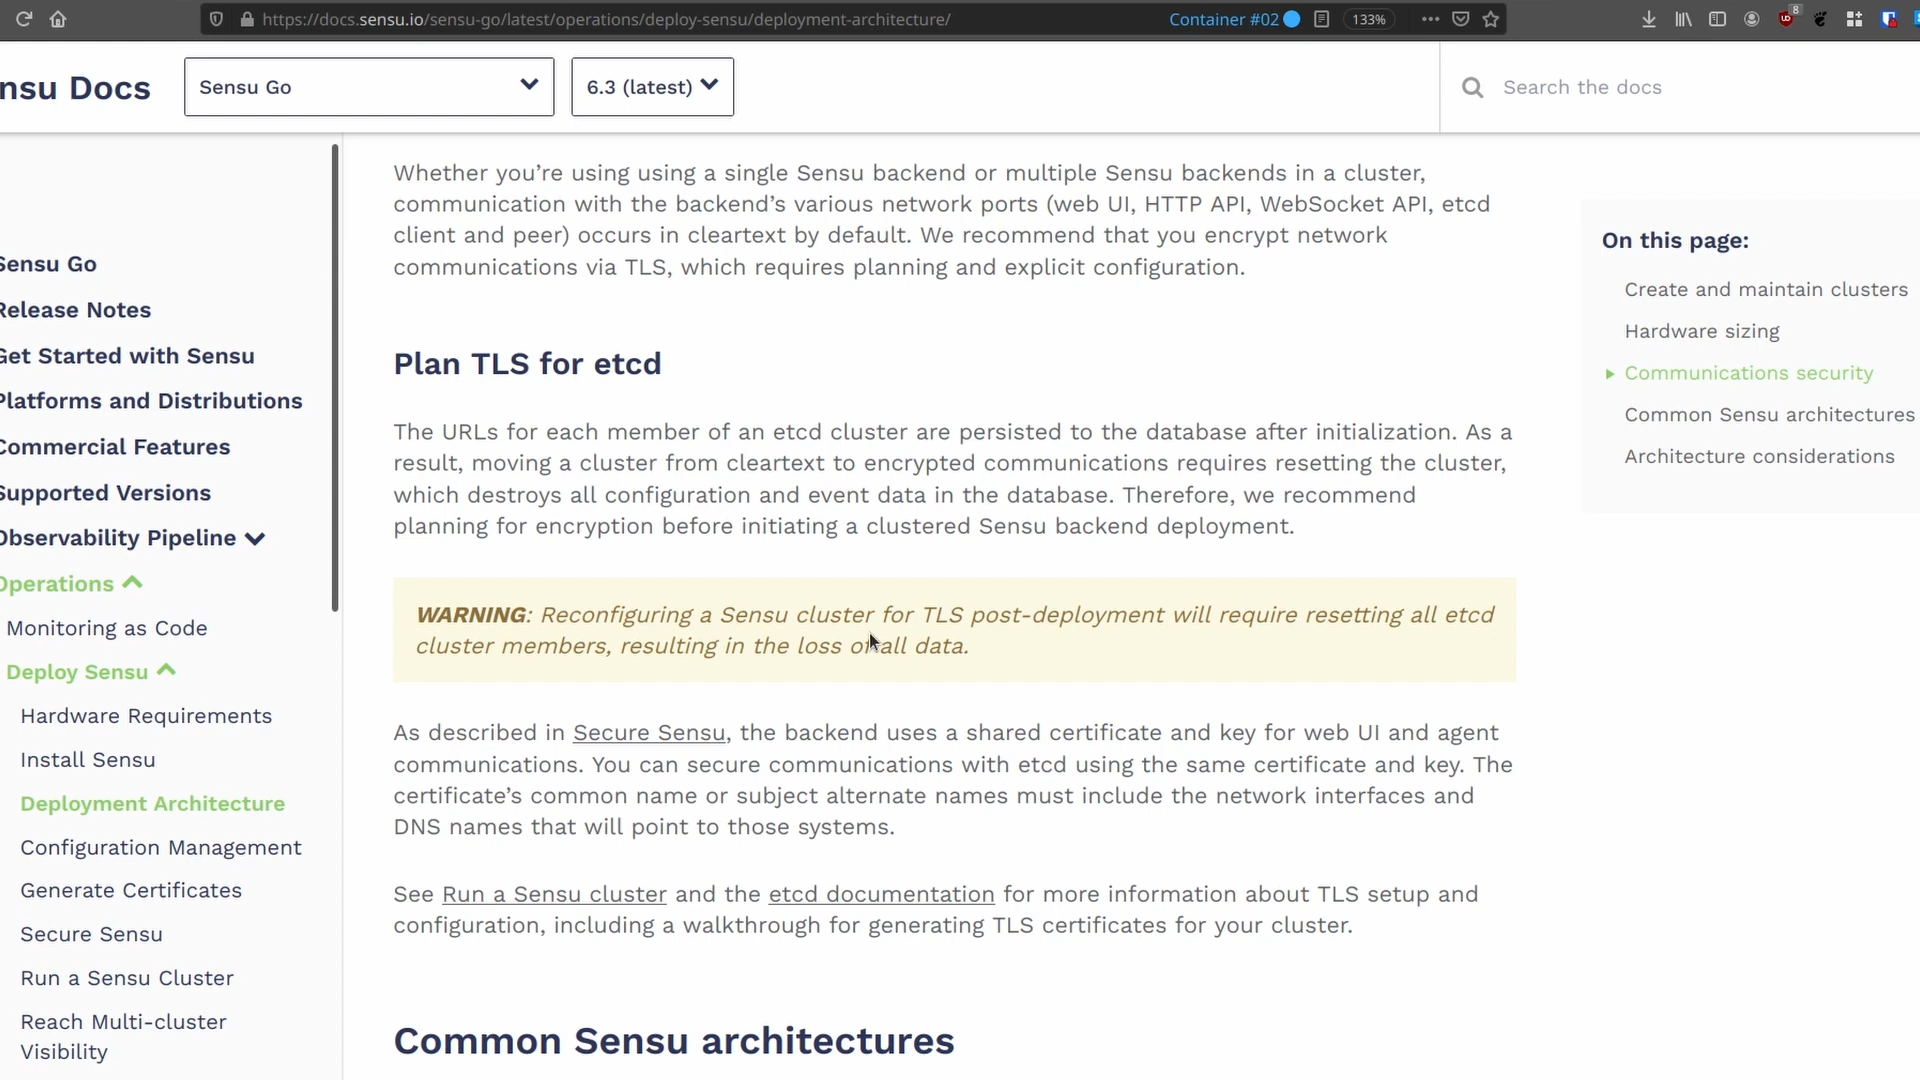 https://docs.sensu.io/sensu-go/latest/operations/deploy-sensu/deployment-architecture/
Container #02
133%
8
nsu Docs
Sensu Go
6.3 (latest)
Search the docs
Sensu Go
Release Notes
Get Started with Sensu
Platforms and Distributions
Commercial Features
Supported Versions
Observability Pipeline
Operations
Monitoring as Code
Deploy Sensu
Hardware Requirements
Install Sensu
Deployment Architecture
Configuration Management
Generate Certificates
Secure Sensu
Run a Sensu Cluster
Reach Multi-cluster
Visibility
Whether you’re using using a single Sensu backend or multiple Sensu backends in a cluster,
communication with the backend’s various network ports (web UI, HTTP API, WebSocket API, etcd
client and peer) occurs in cleartext by default. We recommend that you encrypt network
communications via TLS, which requires planning and explicit configuration.
Plan TLS for etcd
The URLs for each member of an etcd cluster are persisted to the database after initialization. As a
result, moving a cluster from cleartext to encrypted communications requires resetting the cluster,
which destroys all configuration and event data in the database. Therefore, we recommend
planning for encryption before initiating a clustered Sensu backend deployment.
WARNING: Reconfiguring a Sensu cluster for TLS post-deployment will require resetting all etcd
cluster members, resulting in the loss of all data.
As described in Secure Sensu, the backend uses a shared certificate and key for web UI and agent
communications. You can secure communications with etcd using the same certificate and key. The
certificate’s common name or subject alternate names must include the network interfaces and
DNS names that will point to those systems.
See Run a Sensu cluster and the etcd documentation for more information about TLS setup and
configuration, including a walkthrough for generating TLS certificates for your cluster.
Common Sensu architectures
On this page:
Create and maintain clusters
Hardware sizing
Communications security
Common Sensu architectures
Architecture considerations